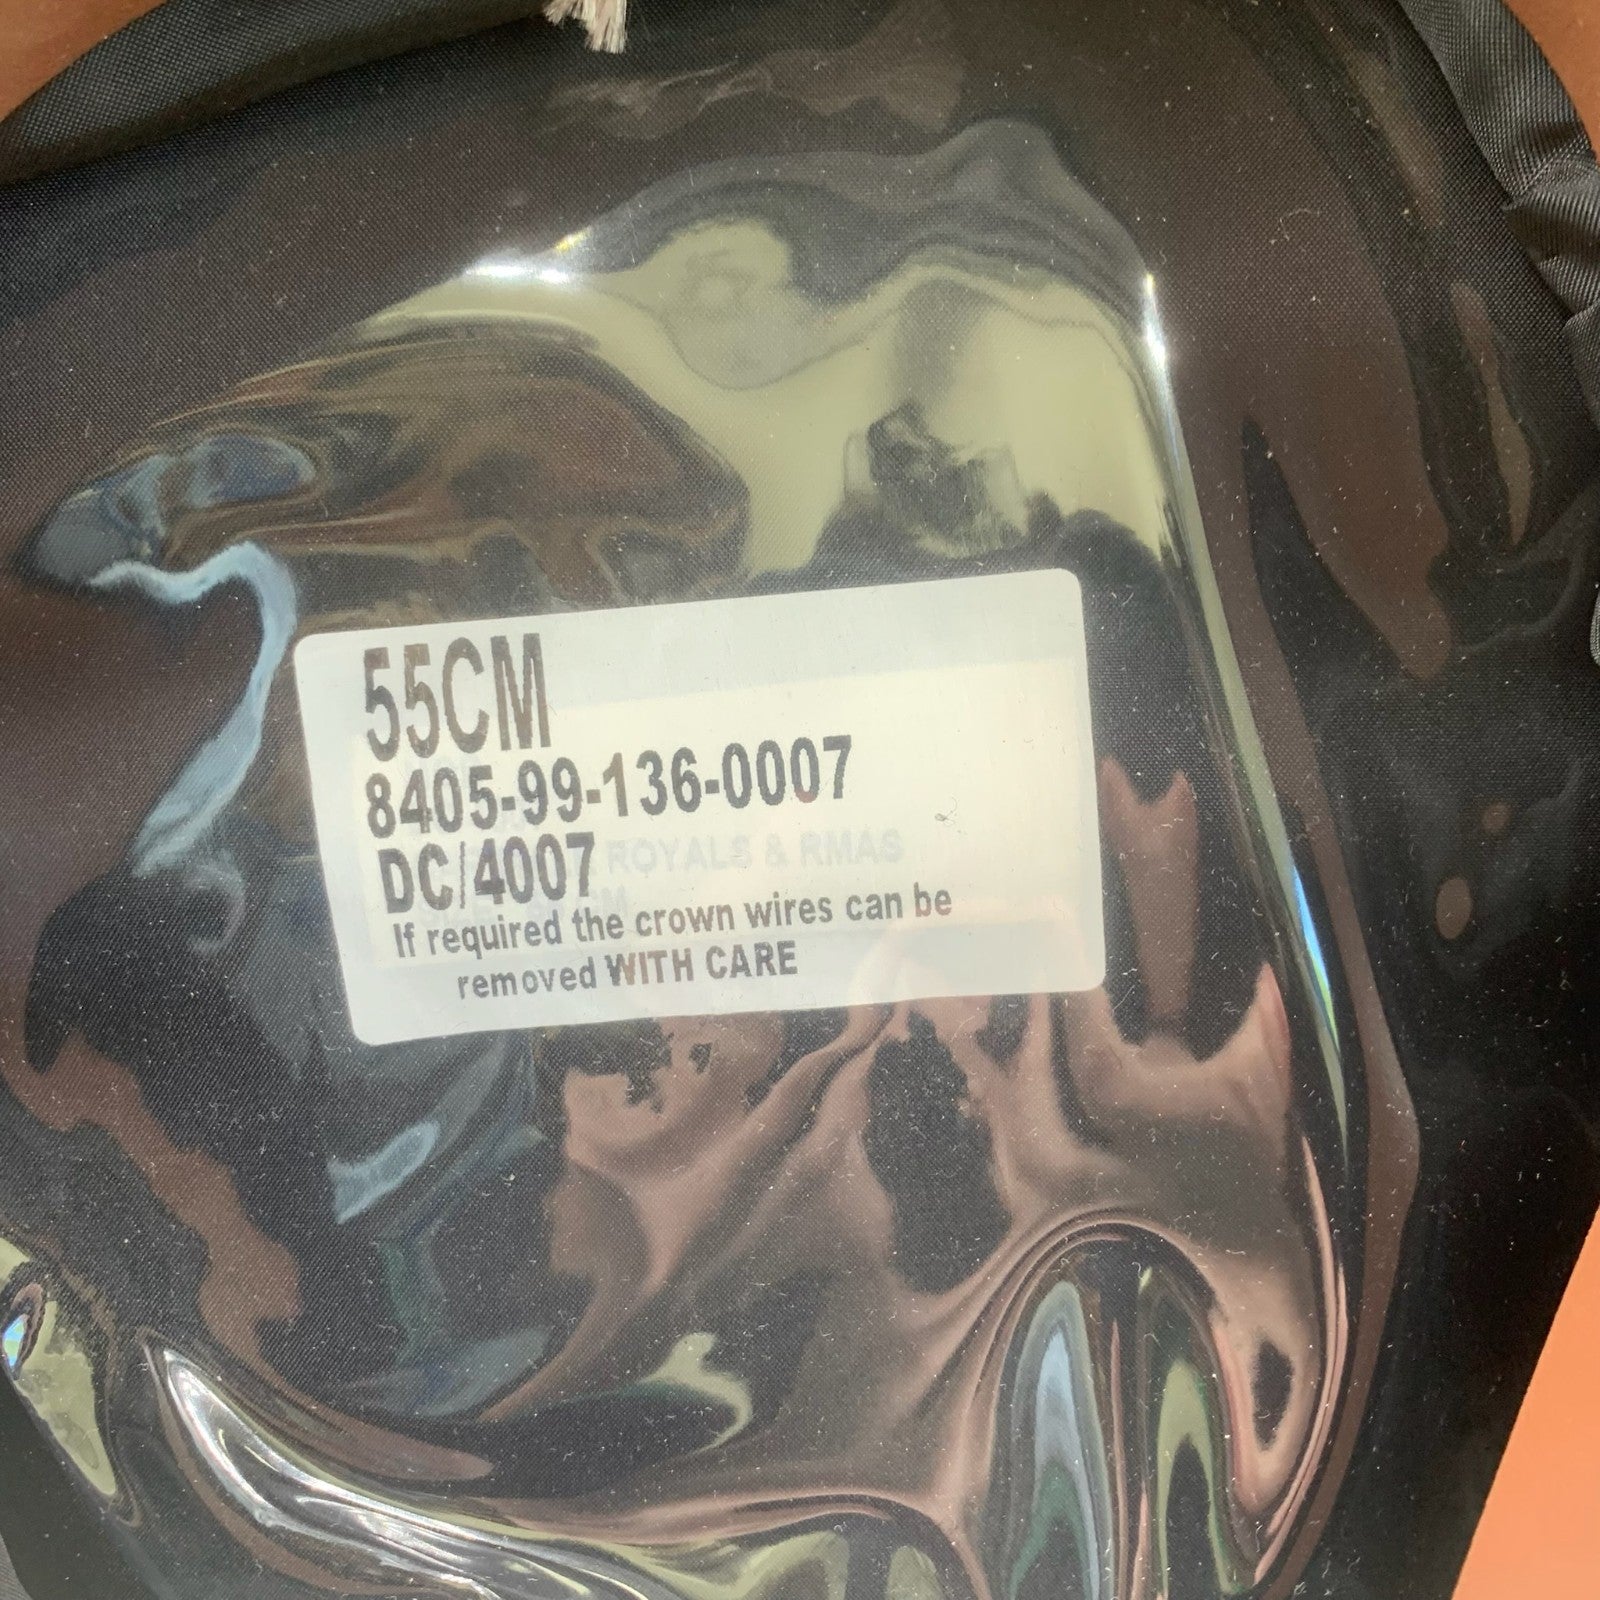 55CM
8405-99-136-0007
ROYALS & RMAS
DC/4007
If required the crown wires can be
removed WITH CARE